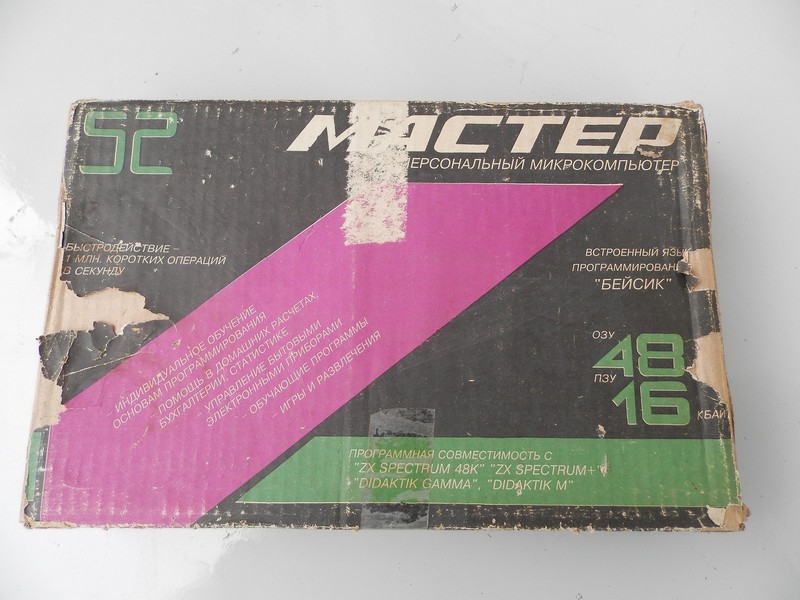 52
МАСТЕР
ПЕРСОНАЛЬНЫЙ МИКРОКОМПЬЮТЕР
БЫСТРОДЕЙСТВИЕ –
1 МЛН. КОРОТКИХ ОПЕРАЦИЙ
В СЕКУНДУ
ВСТРОЕННЫЙ ЯЗЫК
ПРОГРАММИРОВАН
"БЕЙСИК"
– ИНДИВИДУАЛЬНОЕ ОБУЧЕНИЕ
ОСНОВАМ ПРОГРАММИРОВАНИЯ
– ПОМОЩЬ В ДОМАШНИХ РАСЧЕТАХ,
БУХГАЛТЕРИИ, СТАТИСТИКЕ
– УПРАВЛЕНИЕ БЫТОВЫМИ
ЭЛЕКТРОННЫМИ ПРИБОРАМИ
– ОБУЧАЮЩИЕ ПРОГРАММЫ
– ИГРЫ И РАЗВЛЕЧЕНИЯ
ОЗУ
48
ПЗУ
16
КБАЙ
ПРОГРАММНАЯ СОВМЕСТИМОСТЬ С
"ZX SPECTRUM 48K" "ZX SPECTRUM+"
"DIDAKTIK GAMMA", "DIDAKTIK M"